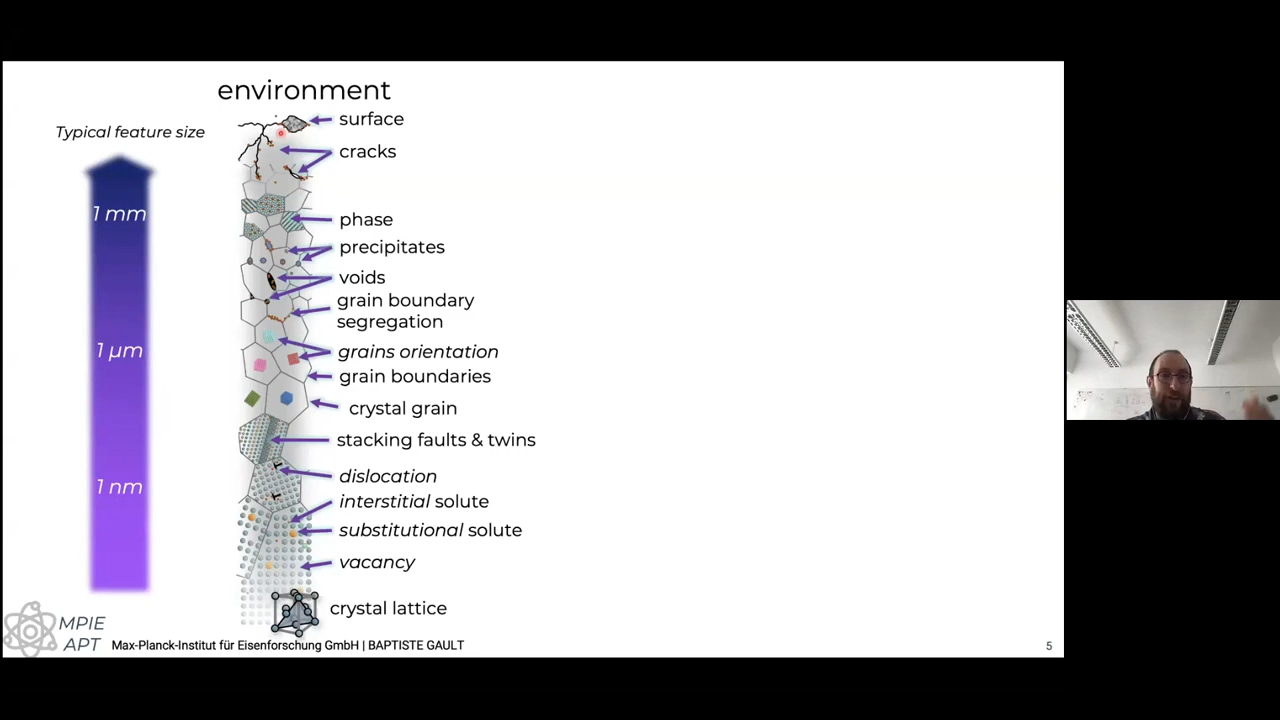 environment
Typical feature size
surface
cracks
1 mm
phase
precipitates
voids
grain boundary
segregation
1 µm
grains orientation
grain boundaries
crystal grain
stacking faults & twins
dislocation
1 nm
interstitial solute
substitutional solute
vacancy
crystal lattice
MPIE
APT
Max-Planck-Institut für Eisenforschung GmbH | BAPTISTE GAULT
5